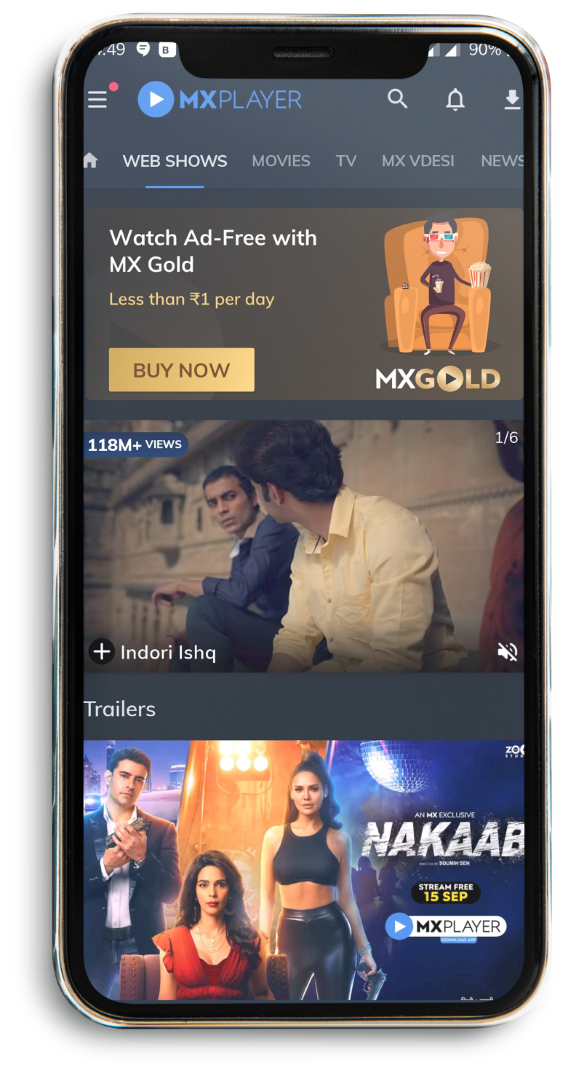 :49
B
90%
MXPLAYER
WEB SHOWS
MOVIES
TV
MX VDESI
NEWS
Watch Ad-Free with
MX Gold
Less than ₹1 per day
BUY NOW
MXGOLD
118M+ VIEWS
1/6
Indori Ishq
Trailers
AN MX EXCLUSIVE
NAKAAB
DIRECTED BY SOUMIK SEN
STREAM FREE
15 SEP
MXPLAYER
DOWNLOAD APP